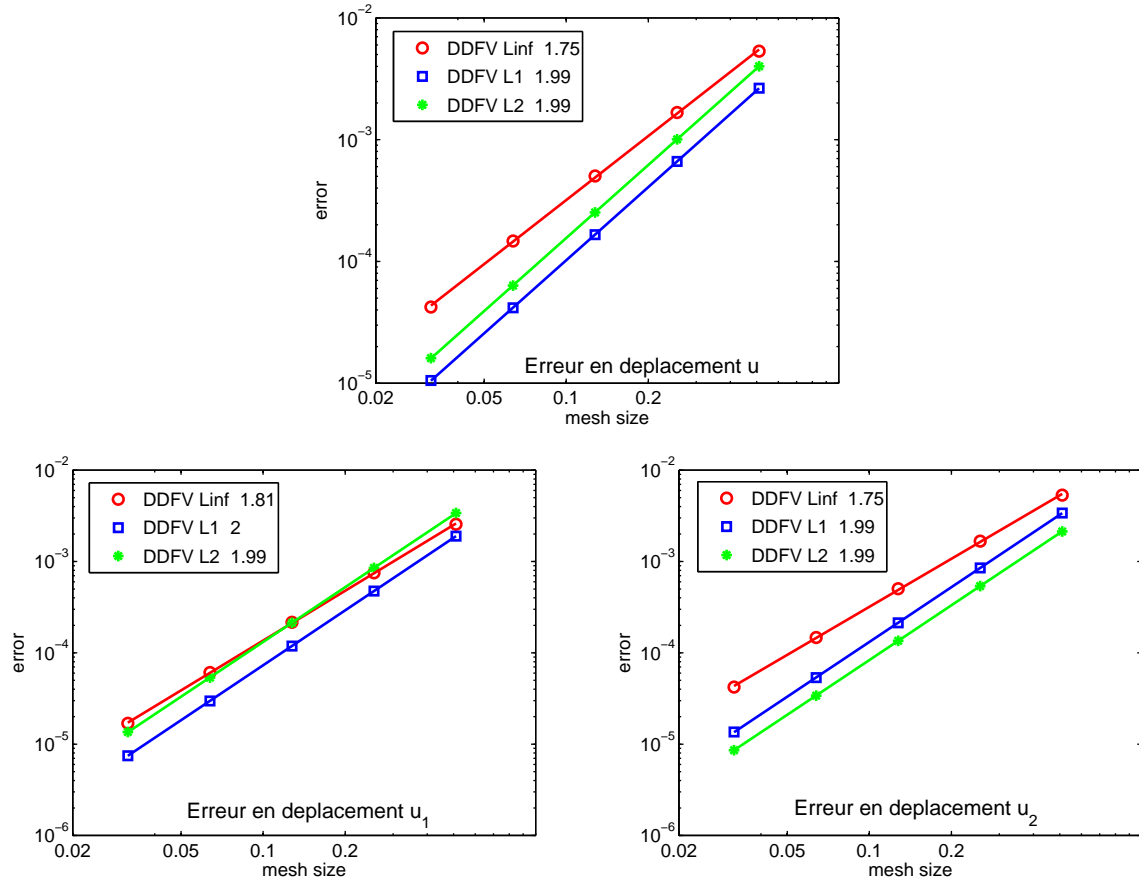 10^−2
DDFV Linf 1.75
DDFV L1 1.99
DDFV L2 1.99
10^−3
error
10^−4
Erreur en deplacement u
10^−5
0.02 0.05 0.1 0.2
mesh size
10^−2
DDFV Linf 1.81
DDFV L1 2
DDFV L2 1.99
10^−3
error
10^−4
10^−5
Erreur en deplacement u_1
10^−6
0.02 0.05 0.1 0.2
mesh size
10^−2
DDFV Linf 1.75
DDFV L1 1.99
DDFV L2 1.99
10^−3
error
10^−4
10^−5
Erreur en deplacement u_2
10^−6
0.02 0.05 0.1 0.2
mesh size